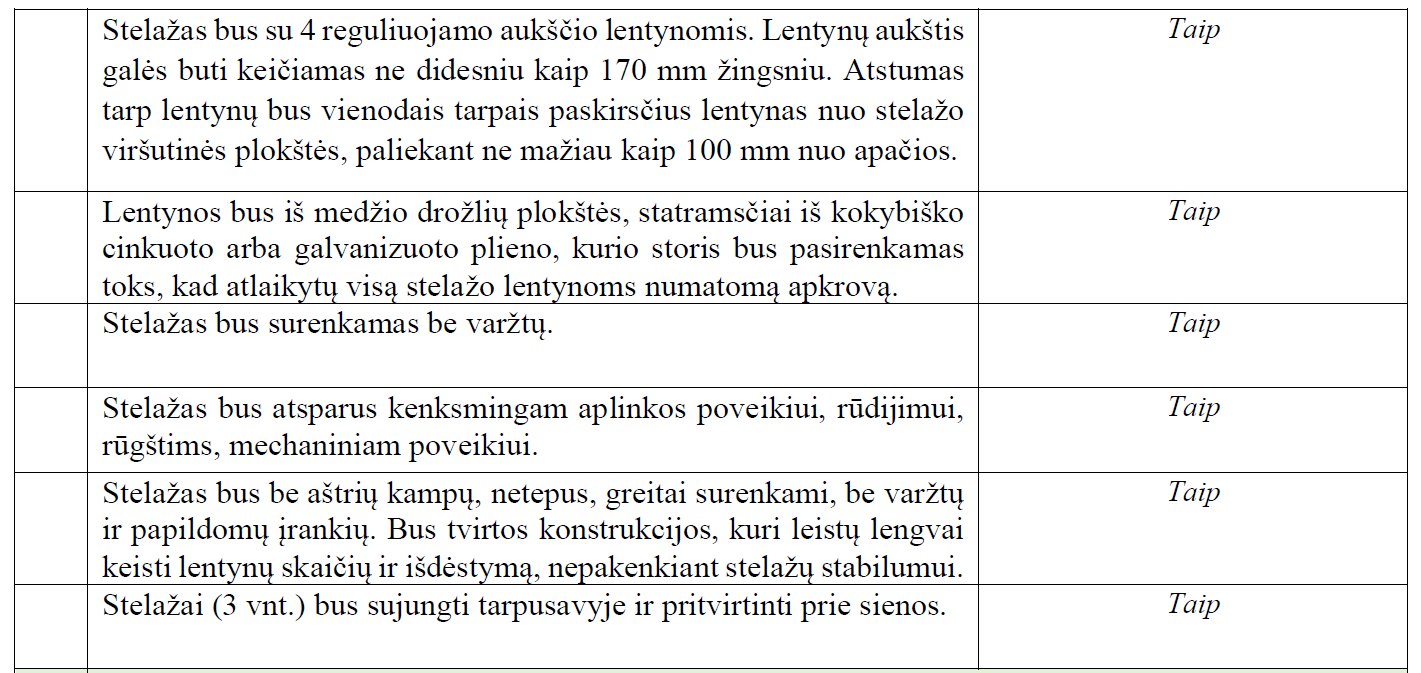 Stelažas bus su 4 reguliuojamo aukščio lentynomis. Lentynų aukštis
galės buti keičiamas ne didesniu kaip 170 mm žingsniu. Atstumas
tarp lentynų bus vienodais tarpais paskirsčius lentynas nuo stelažo
viršutinės plokštės, paliekant ne mažiau kaip 100 mm nuo apačios.
Taip
Lentynos bus iš medžio drožlių plokštės, statramsčiai iš kokybiško
cinkuoto arba galvanizuoto plieno, kurio storis bus pasirenkamas
toks, kad atlaikytų visą stelažo lentynoms numatomą apkrovą.
Taip
Stelažas bus surenkamas be varžtų.
Taip
Stelažas bus atsparus kenksmingam aplinkos poveikiui, rūdijimui,
rūgštims, mechaniniam poveikiui.
Taip
Stelažas bus be aštrių kampų, netepus, greitai surenkami, be varžtų
ir papildomų įrankių. Bus tvirtos konstrukcijos, kuri leistų lengvai
keisti lentynų skaičių ir išdėstymą, nepakenkiant stelažų stabilumui.
Taip
Stelažai (3 vnt.) bus sujungti tarpusavyje ir pritvirtinti prie sienos.
Taip